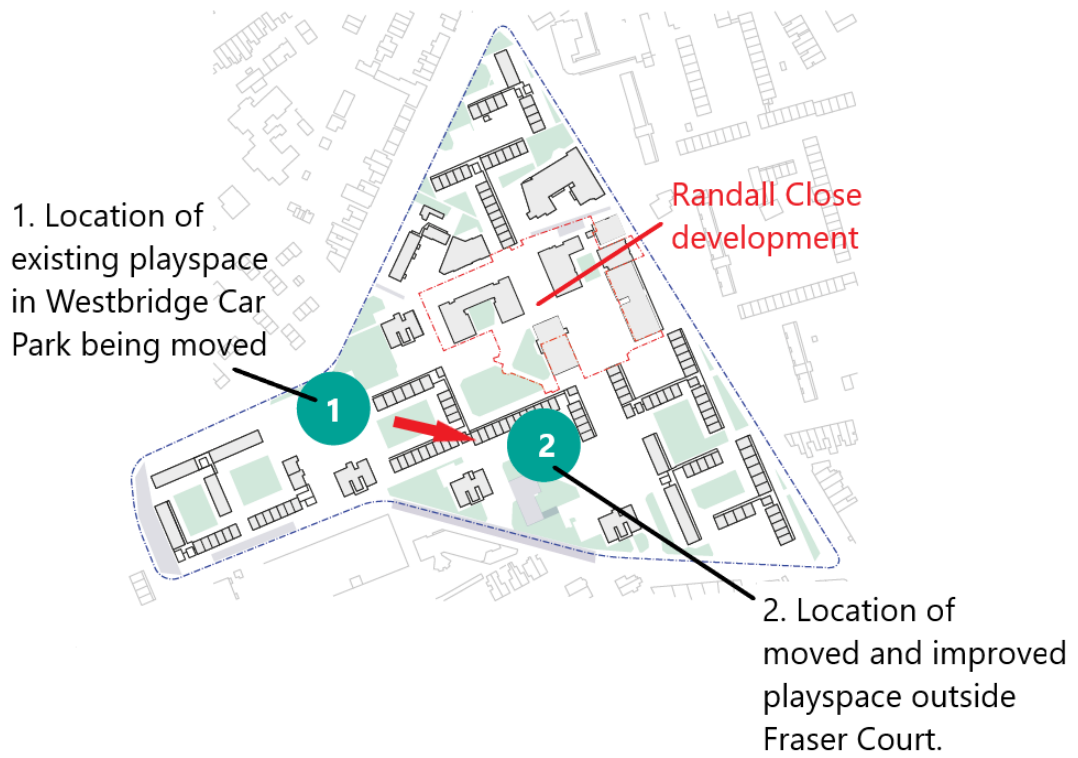 1. Location of
existing playspace
in Westbridge Car
Park being moved
Randall Close
development
1
2
2. Location of
moved and improved
playspace outside
Fraser Court.